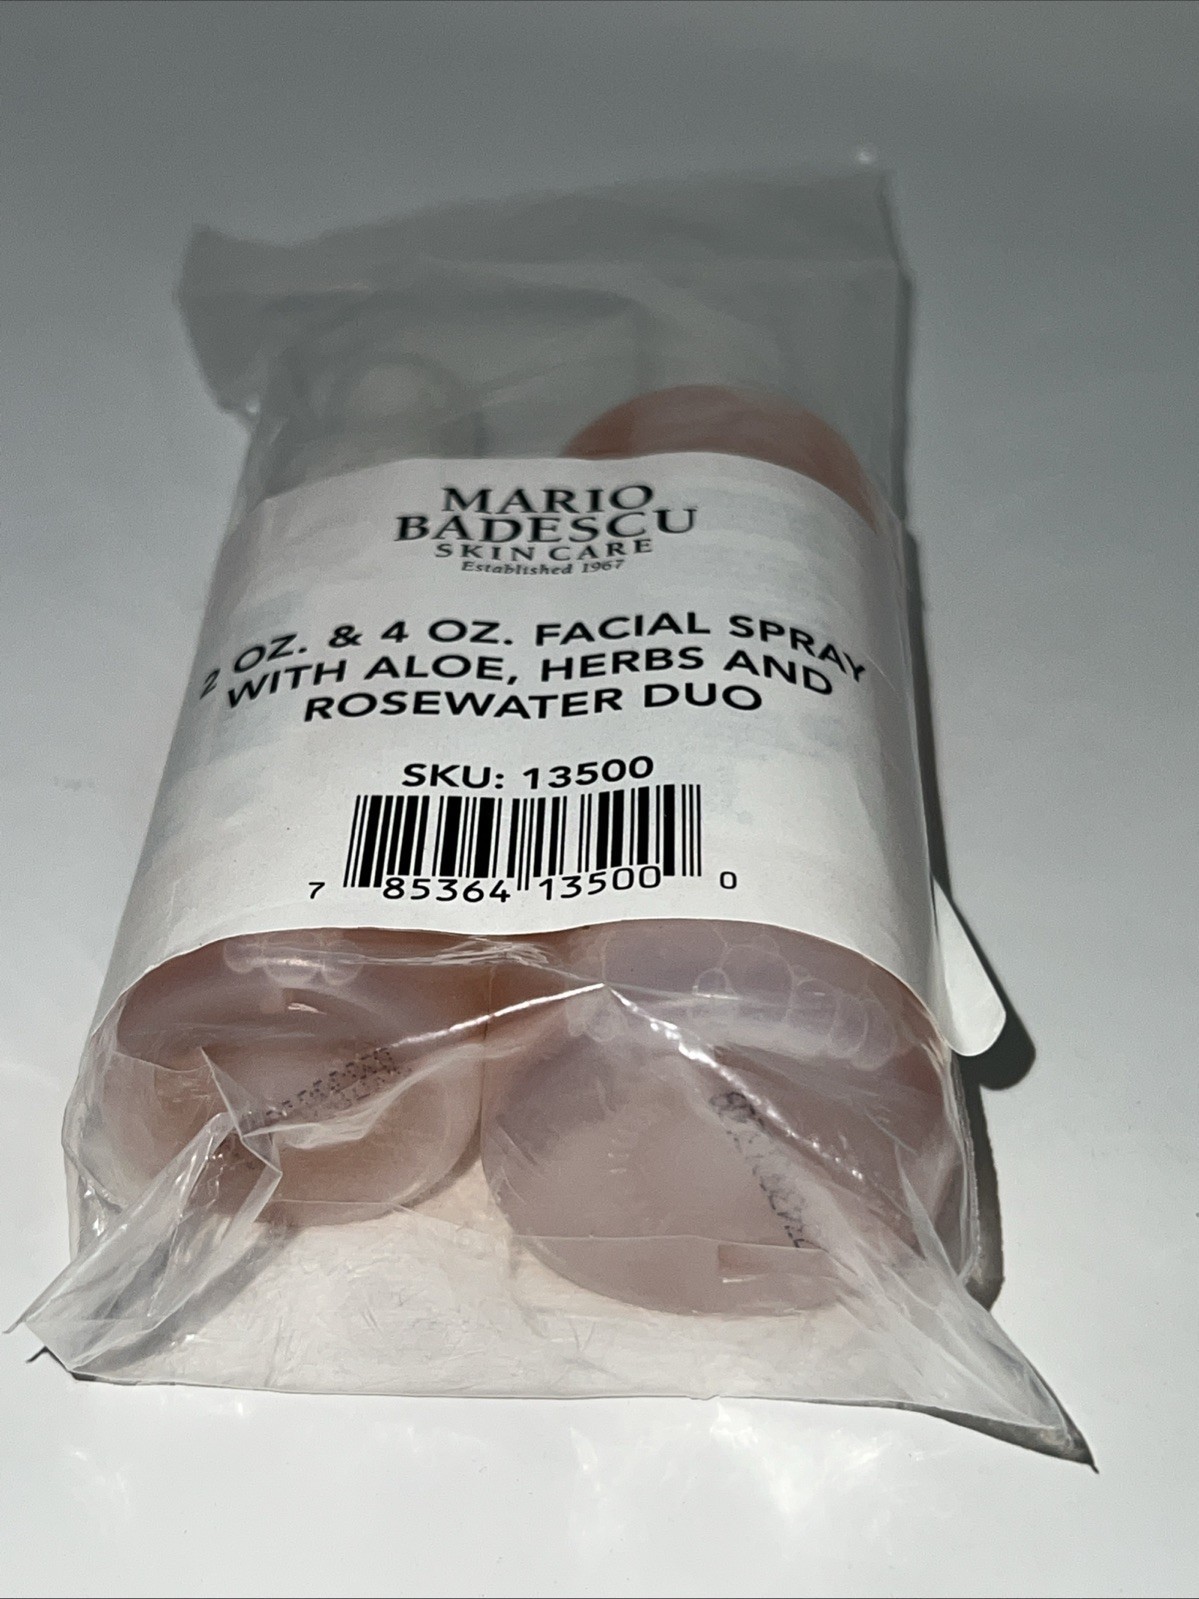 MARIO
BADESCU
SKIN CARE
Established 1967
2 OZ. & 4 OZ. FACIAL SPRAY
WITH ALOE, HERBS AND
ROSEWATER DUO
SKU: 13500
7 85364 13500 0